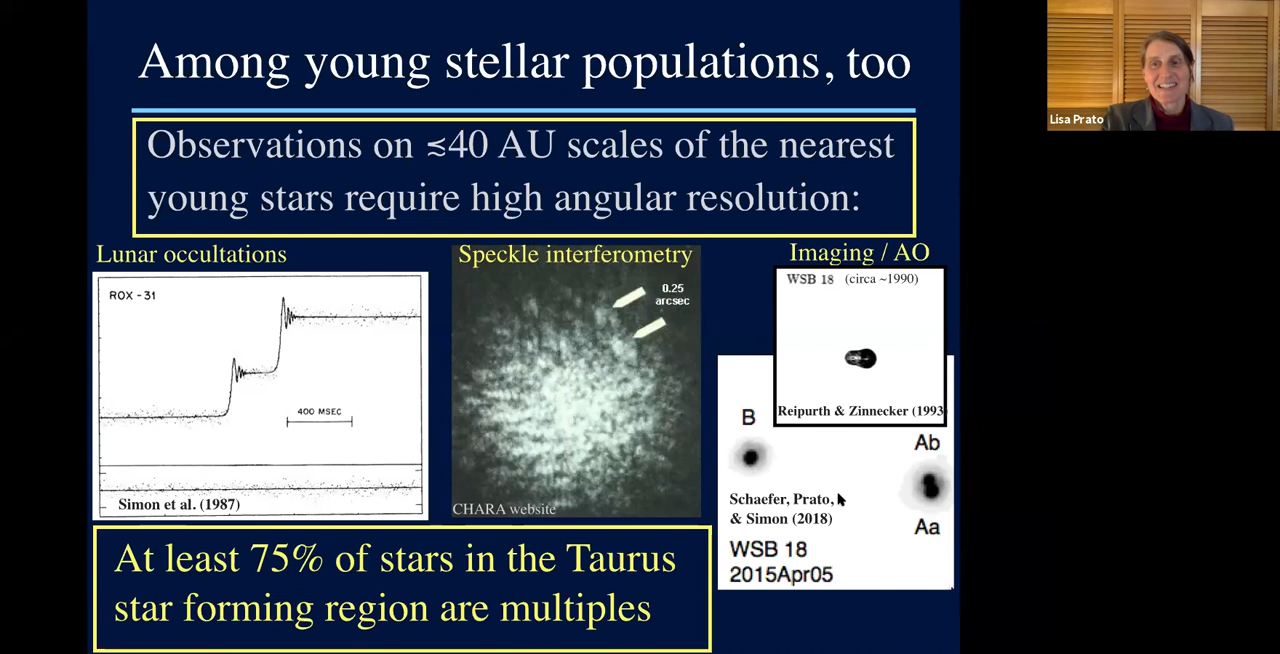 Among young stellar populations, too
Lisa Prato
Observations on ≲40 AU scales of the nearest
young stars require high angular resolution:
Lunar occultations
ROX-31
400 MSEC
Simon et al. (1987)
Speckle interferometry
0.25
arcsec
CHARA website
Imaging / AO
WSB 18 (circa ~1990)
Reipurth & Zinnecker (1993
B
Ab
Schaefer, Prato,
& Simon (2018)
Aa
WSB 18
2015Apr05
At least 75% of stars in the Taurus
star forming region are multiples